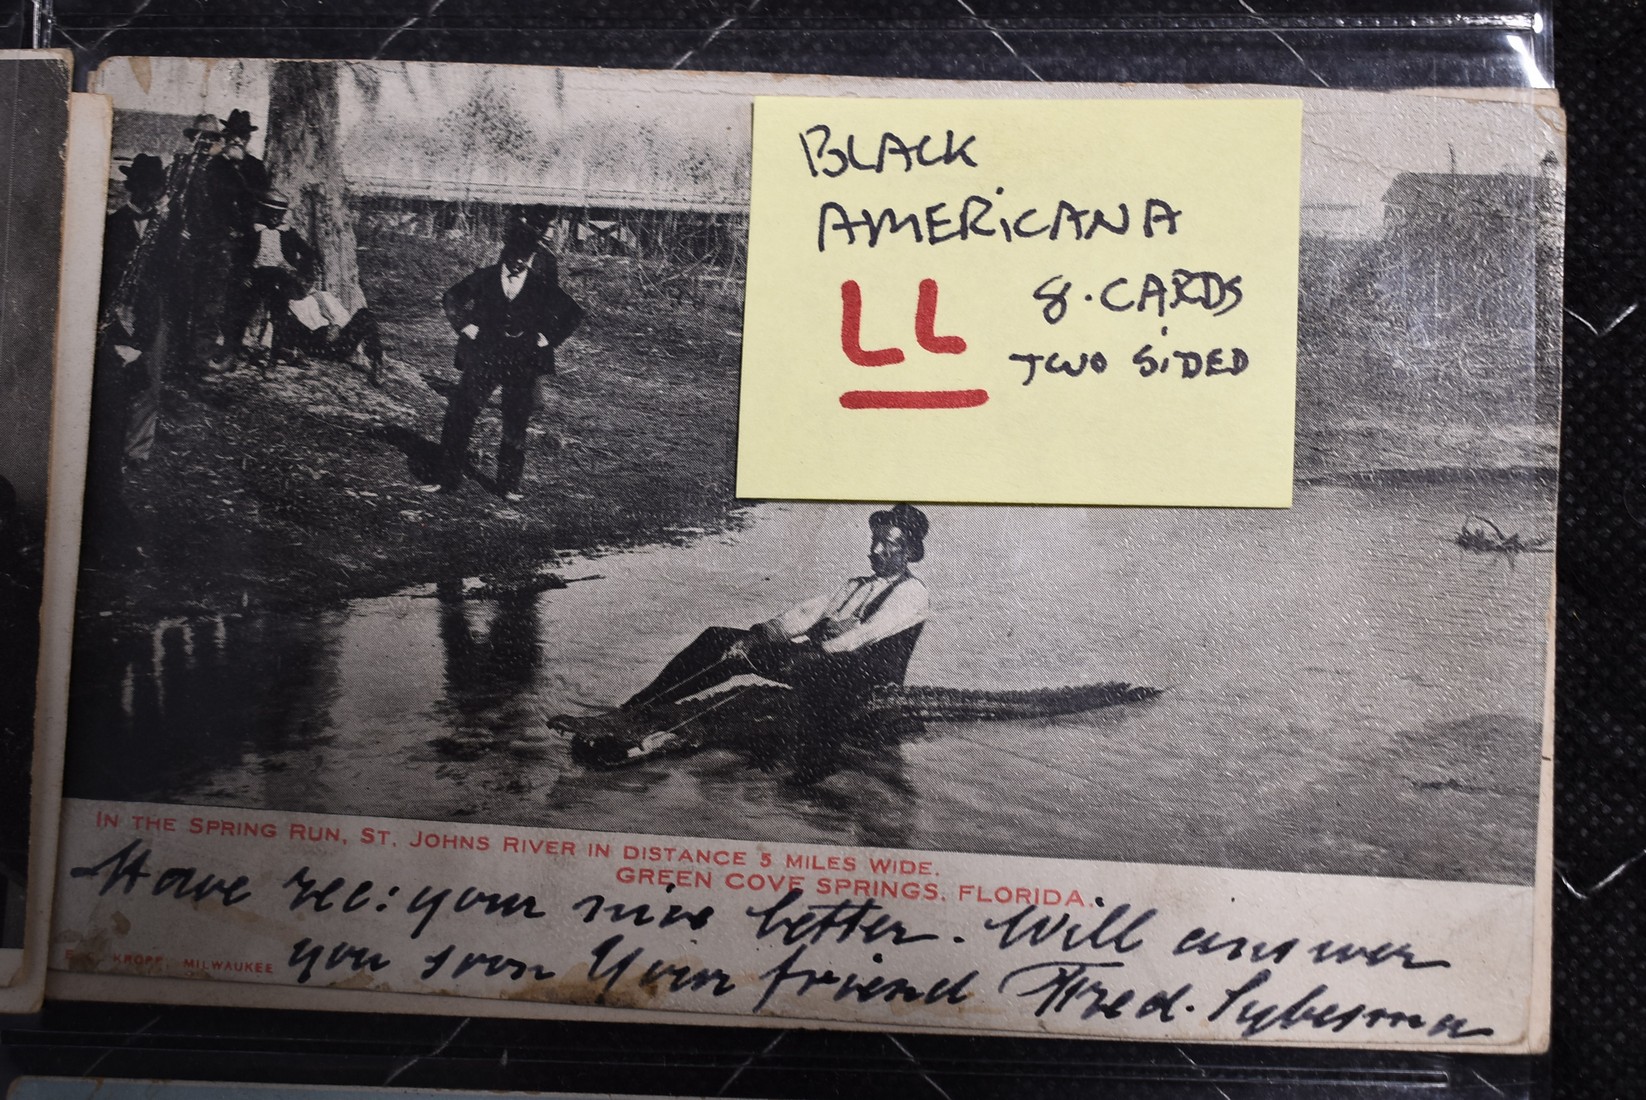 BLACK
AMERICANA
LL 8. CARDS
TWO SIDED
IN THE SPRING RUN, ST. JOHNS RIVER IN DISTANCE 5 MILES WIDE.
GREEN COVE SPRINGS, FLORIDA.
Have rec: your nice letter. Will answer
KROPP, MILWAUKEE
you soon Your friend Fred.